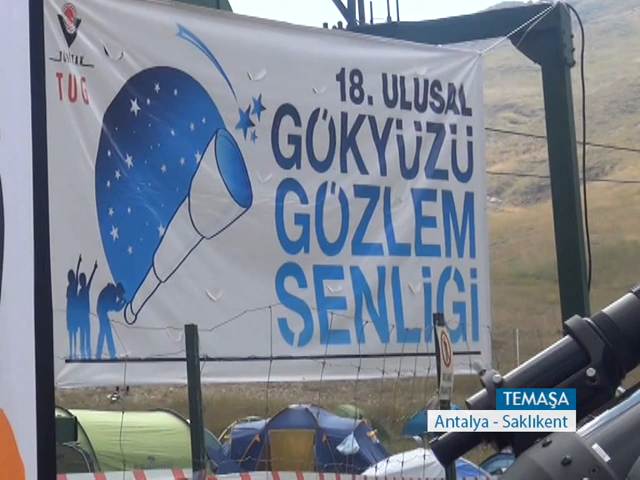 TÜBİTAK
TUG
18. ULUSAL
GÖKYÜZÜ
GÖZLEM
ŞENLİĞİ
TEMAŞA
Antalya - Saklıkent